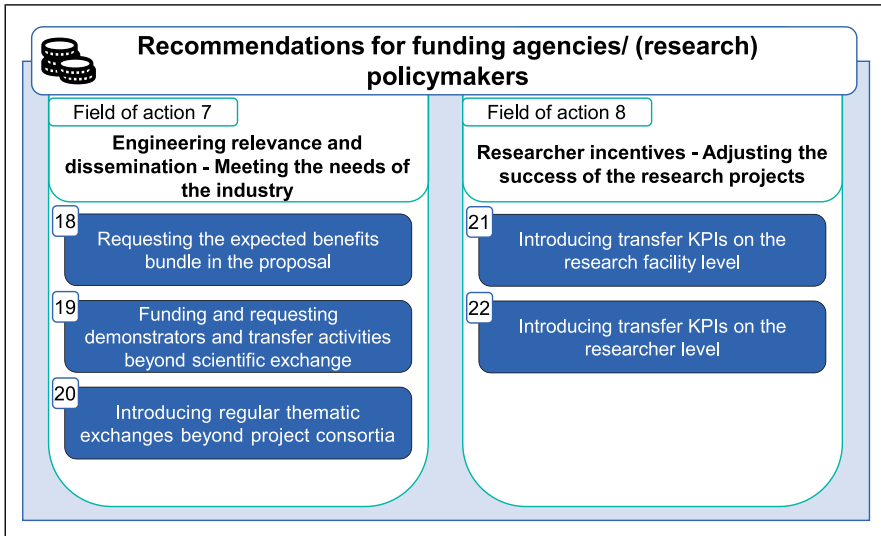 Recommendations for funding agencies/ (research)
policymakers
Field of action 7
Engineering relevance and
dissemination - Meeting the needs of
the industry
18
Requesting the expected benefits
bundle in the proposal
19
Funding and requesting
demonstrators and transfer activities
beyond scientific exchange
20
Introducing regular thematic
exchanges beyond project consortia
Field of action 8
Researcher incentives - Adjusting the
success of the research projects
21
Introducing transfer KPIs on the
research facility level
22
Introducing transfer KPIs on the
researcher level